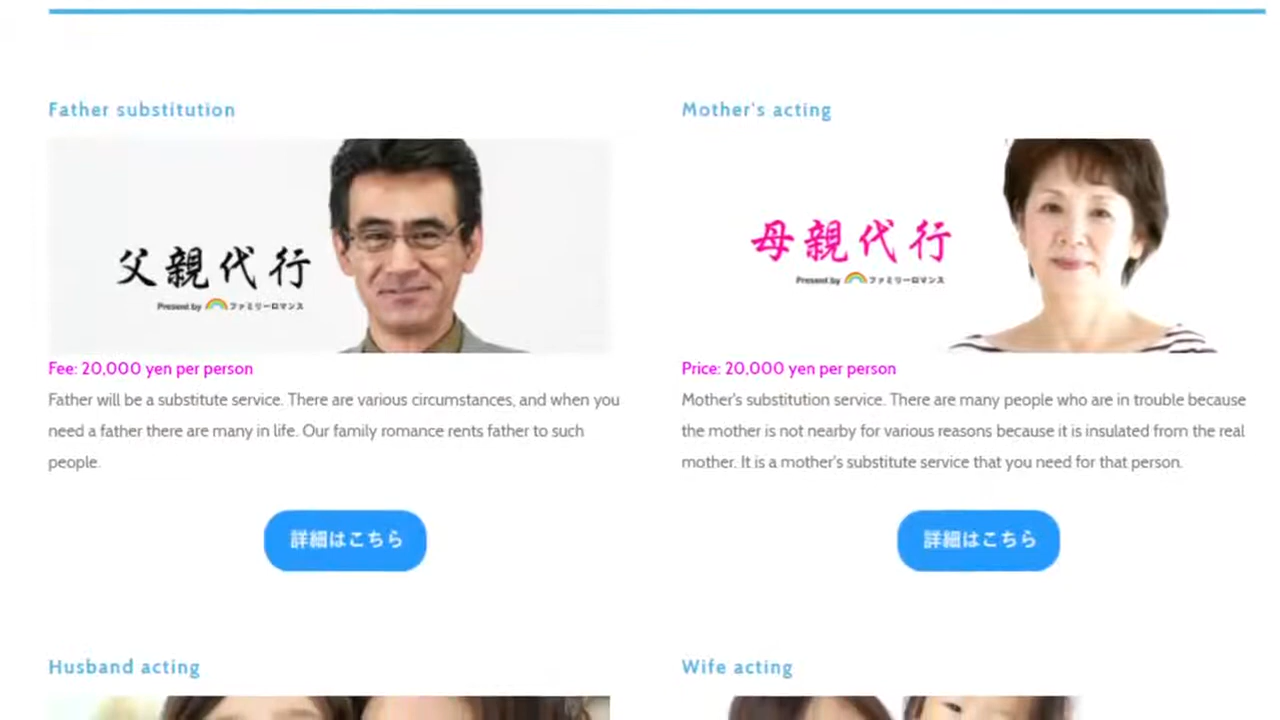 Father substitution
父親代行
Present by ファミリーロマンス
Fee: 20,000 yen per person
Father will be a substitute service. There are various circumstances, and when you
need a father there are many in life. Our family romance rents father to such
people.
詳細はこちら
Mother's acting
母親代行
Present by ファミリーロマンス
Price: 20,000 yen per person
Mother's substitution service. There are many people who are in trouble because
the mother is not nearby for various reasons because it is insulated from the real
mother. It is a mother's substitute service that you need for that person.
詳細はこちら
Husband acting
Wife acting